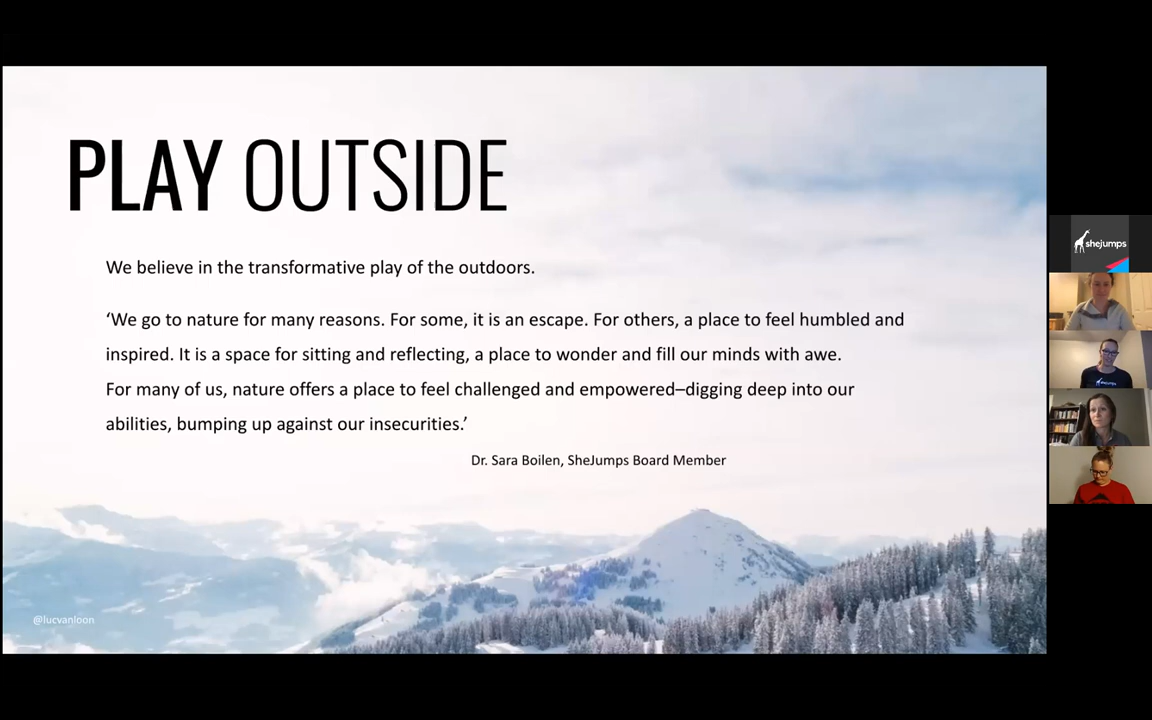 PLAY OUTSIDE
We believe in the transformative play of the outdoors.
‘We go to nature for many reasons. For some, it is an escape. For others, a place to feel humbled and
inspired. It is a space for sitting and reflecting, a place to wonder and fill our minds with awe.
For many of us, nature offers a place to feel challenged and empowered–digging deep into our
abilities, bumping up against our insecurities.’
Dr. Sara Boilen, SheJumps Board Member
@lucvanloon
shejumps
shejumps